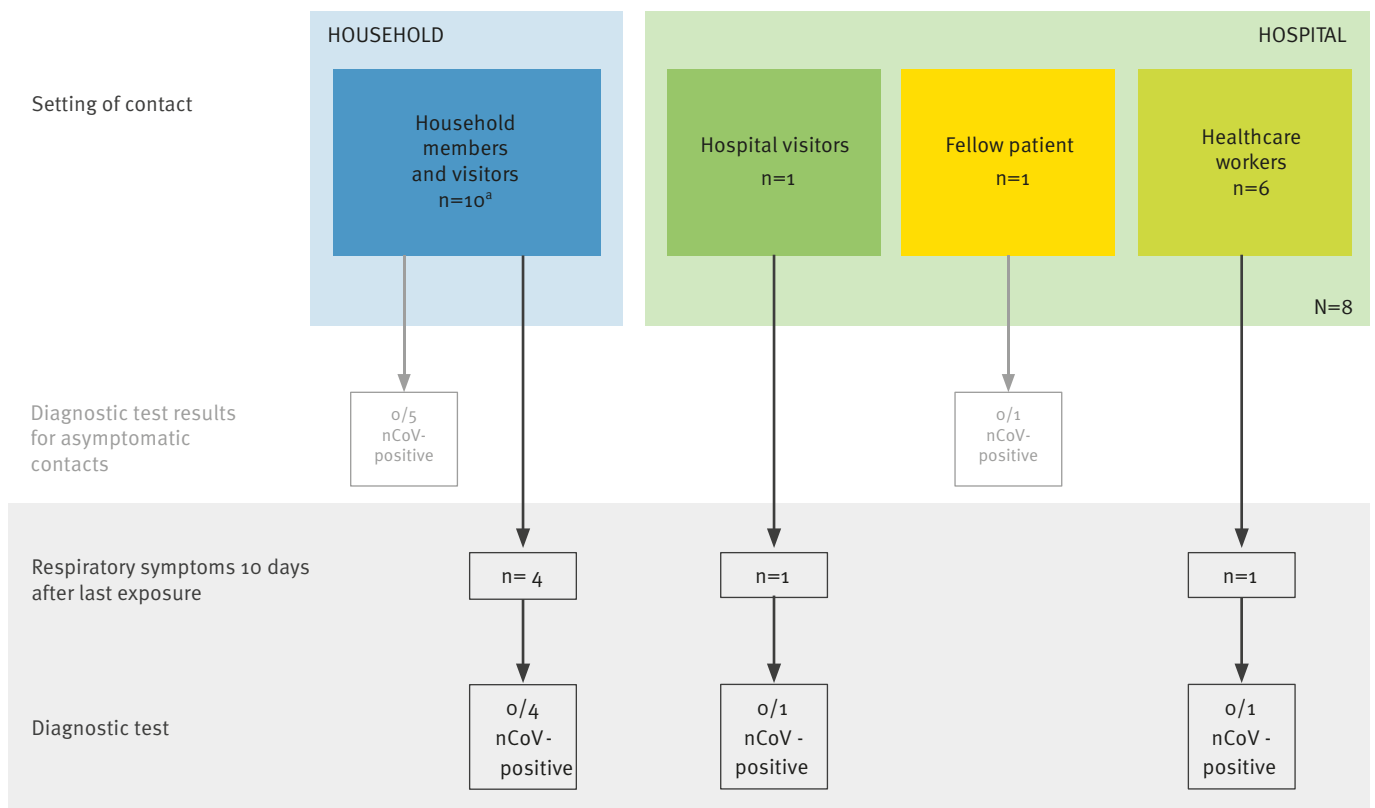 HOUSEHOLD
HOSPITAL
Setting of contact
Household
members
and visitors
n=10ᵃ
Hospital visitors
n=1
Fellow patient
n=1
Healthcare
workers
n=6
N=8
Diagnostic test results
for asymptomatic
contacts
0/5
nCoV-
positive
0/1
nCoV-
positive
Respiratory symptoms 10 days
after last exposure
n= 4
n=1
n=1
Diagnostic test
0/4
nCoV -
positive
0/1
nCoV -
positive
0/1
nCoV -
positive